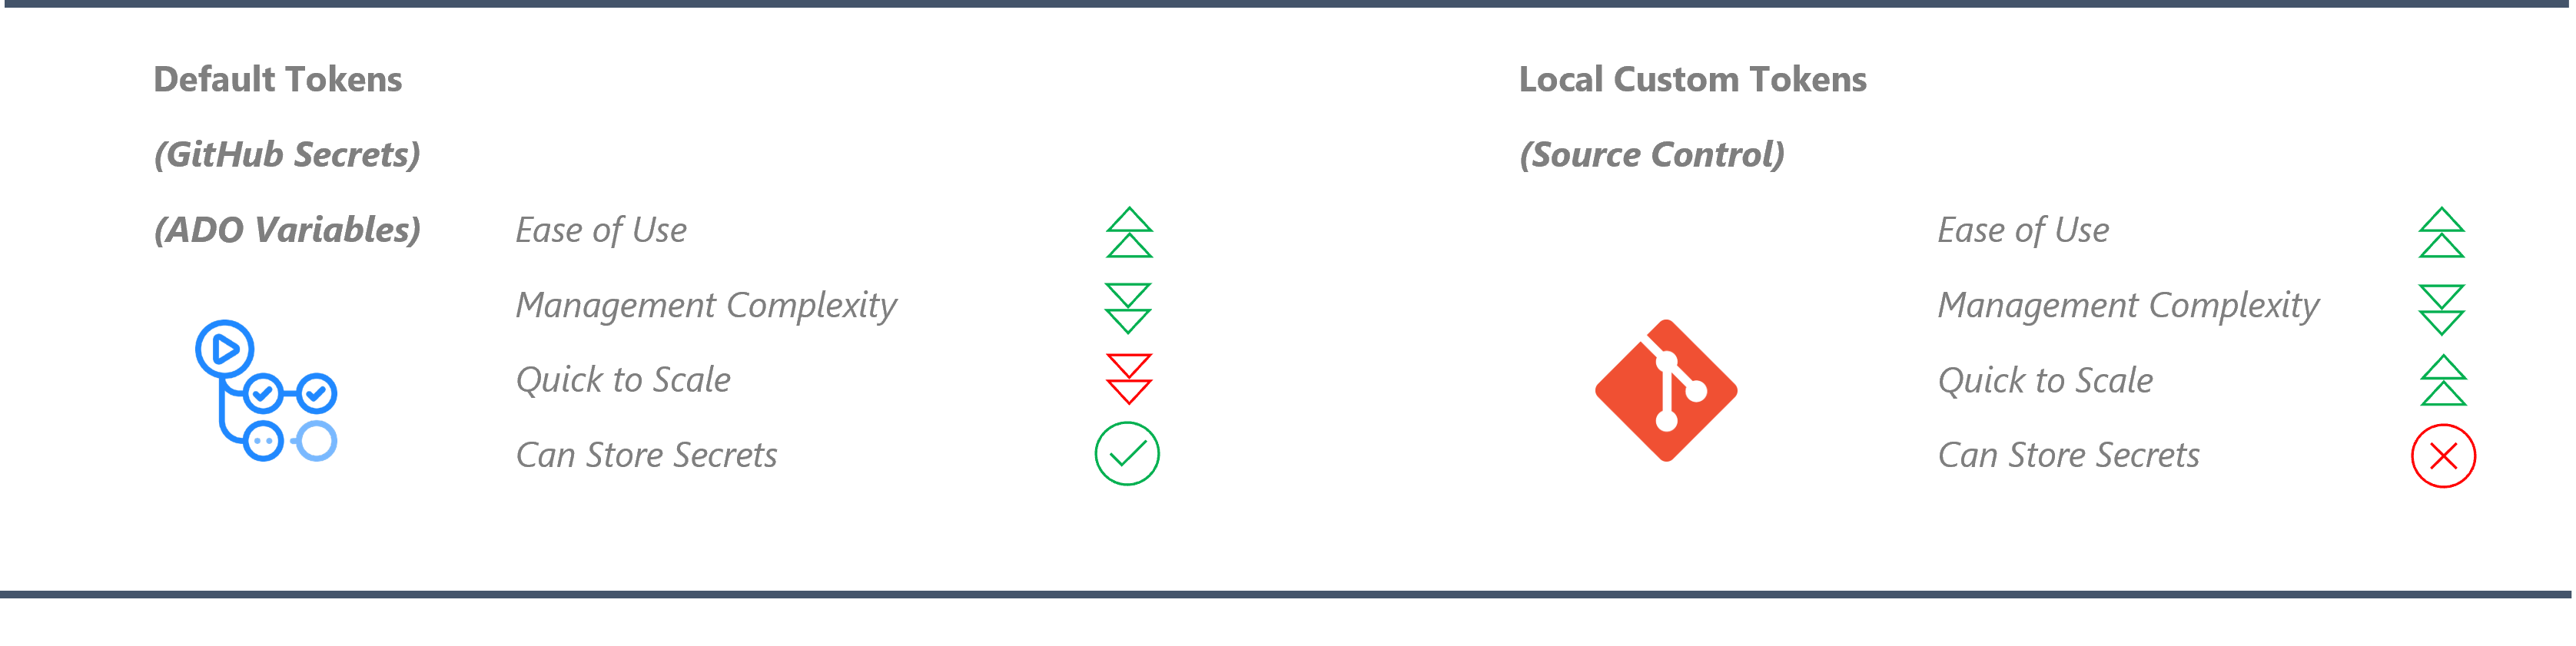 Default Tokens
(GitHub Secrets)
(ADO Variables)
Ease of Use
Management Complexity
Quick to Scale
Can Store Secrets
Local Custom Tokens
(Source Control)
Ease of Use
Management Complexity
Quick to Scale
Can Store Secrets